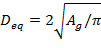 D_eq = 2√(A_g/π)